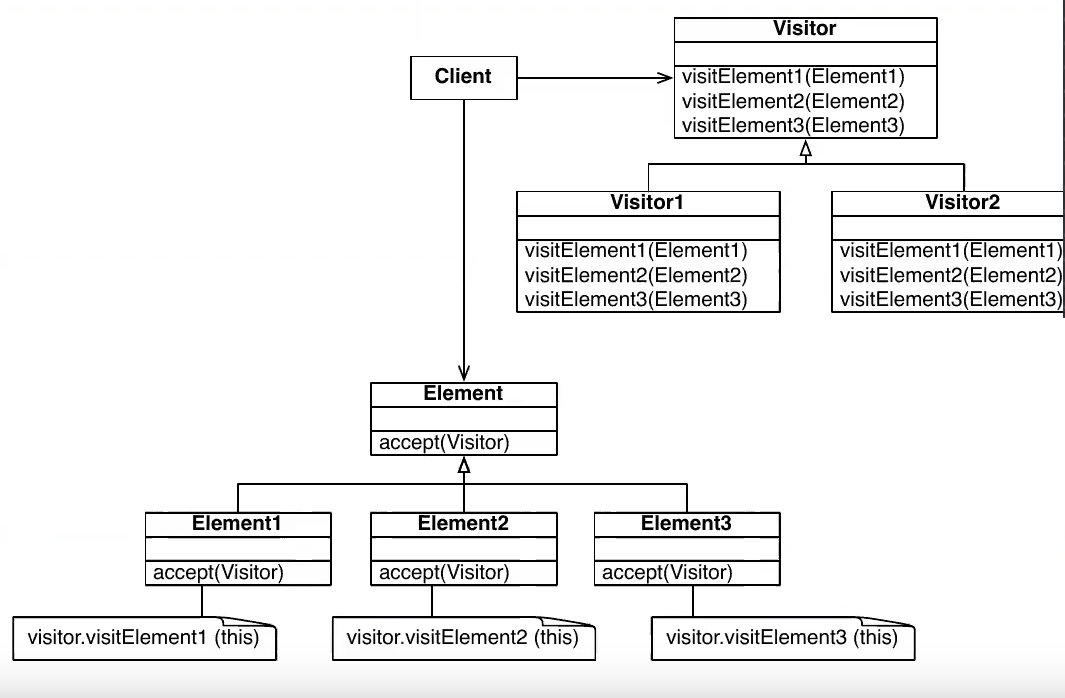 Visitor
visitElement1(Element1)
visitElement2(Element2)
visitElement3(Element3)
Client
Visitor1
visitElement1(Element1)
visitElement2(Element2)
visitElement3(Element3)
Visitor2
visitElement1(Element1)
visitElement2(Element2)
visitElement3(Element3)
Element
accept(Visitor)
Element1
accept(Visitor)
Element2
accept(Visitor)
Element3
accept(Visitor)
visitor.visitElement1 (this)
visitor.visitElement2 (this)
visitor.visitElement3 (this)